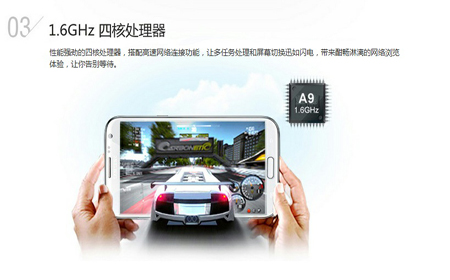 03
1.6GHz 四核处理器
性能强劲的四核处理器，搭配高速网络连接功能，让多任务处理和屏幕切换迅如闪电，带来酣畅淋漓的网络浏览
体验，让你告别等待。
A9
1.6GHz